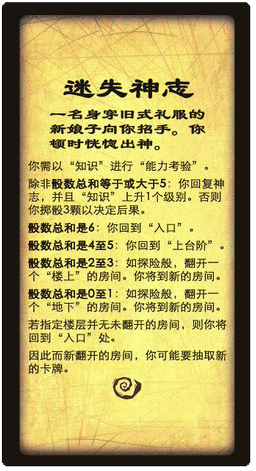 迷失神志
一名身穿旧式礼服的
新娘子向你招手。你
顿时恍惚出神。
你需以“知识”进行“能力考验”。
除非骰数总和等于或大于5：你回复神
志，并且“知识”上升1个级别。否则
你掷骰3颗以决定后果。
骰数总和是6：你回到“入口”。
骰数总和是4至5：你回到“上台阶”。
骰数总和是2至3：如探险般，翻开一
个“楼上”的房间。你将到新的房间。
骰数总和是0至1：如探险般，翻开一
个“地下”的房间。你将到新的房间。
若指定楼层并无未翻开的房间，则你将
回到“入口”处。
因此而新翻开的房间，你可能要抽取新
的卡牌。